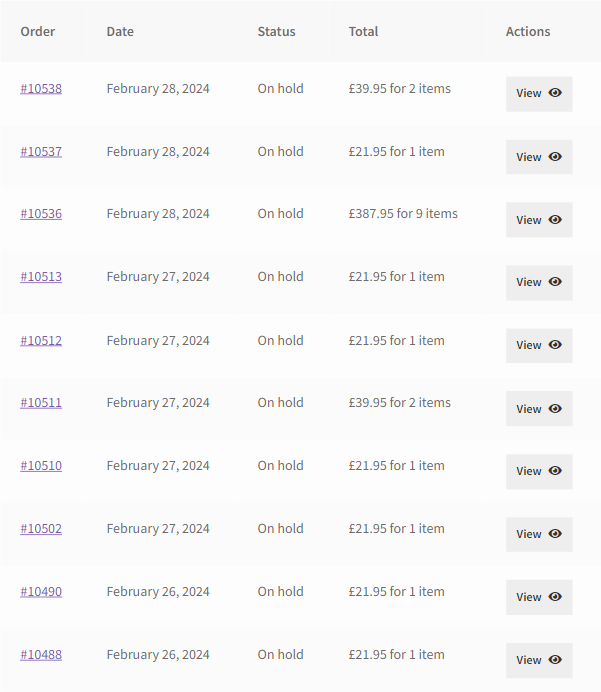 Order Date Status Total Actions
#10538 February 28, 2024 On hold £39.95 for 2 items View
#10537 February 28, 2024 On hold £21.95 for 1 item View
#10536 February 28, 2024 On hold £387.95 for 9 items View
#10513 February 27, 2024 On hold £21.95 for 1 item View
#10512 February 27, 2024 On hold £21.95 for 1 item View
#10511 February 27, 2024 On hold £39.95 for 2 items View
#10510 February 27, 2024 On hold £21.95 for 1 item View
#10502 February 27, 2024 On hold £21.95 for 1 item View
#10490 February 26, 2024 On hold £21.95 for 1 item View
#10488 February 26, 2024 On hold £21.95 for 1 item View